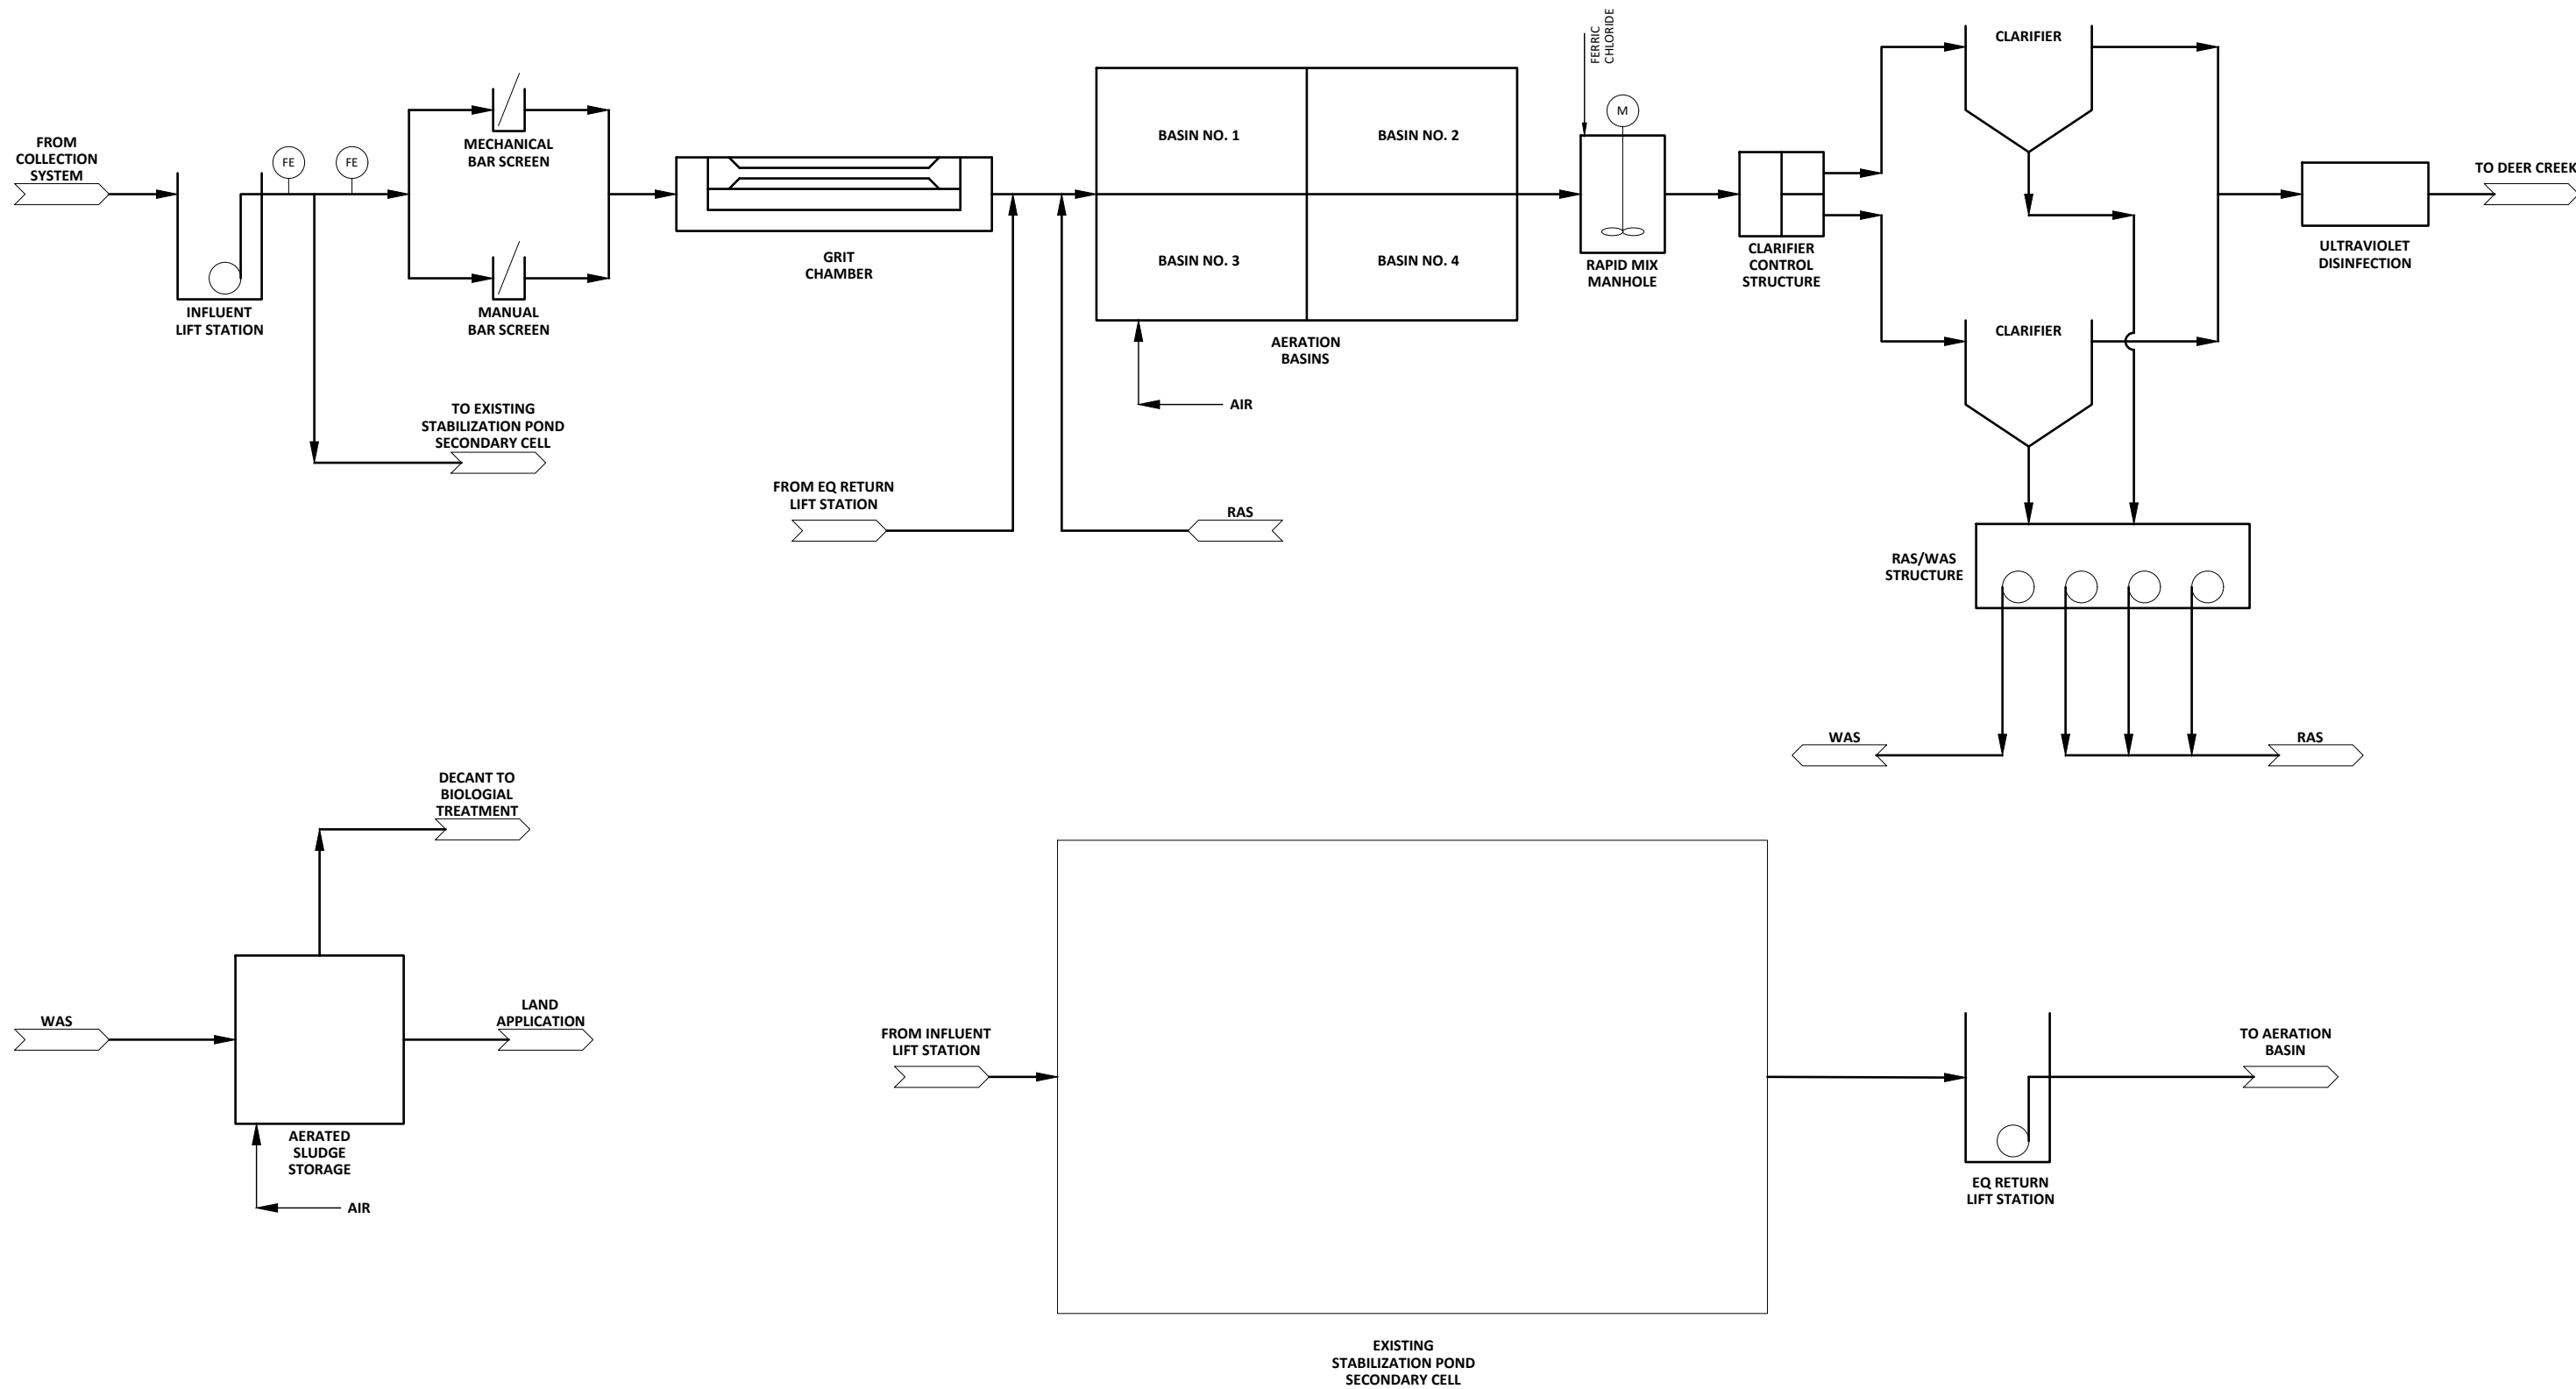 FROM
COLLECTION
SYSTEM
INFLUENT
LIFT STATION
FE
FE
MECHANICAL
BAR SCREEN
MANUAL
BAR SCREEN
TO EXISTING
STABILIZATION POND
SECONDARY CELL
GRIT
CHAMBER
FROM EQ RETURN
LIFT STATION
RAS
BASIN NO. 1
BASIN NO. 2
BASIN NO. 3
BASIN NO. 4
AERATION
BASINS
AIR
FERRIC
CHLORIDE
M
RAPID MIX
MANHOLE
CLARIFIER
CONTROL
STRUCTURE
CLARIFIER
CLARIFIER
ULTRAVIOLET
DISINFECTION
TO DEER CREEK
RAS/WAS
STRUCTURE
WAS
RAS
DECANT TO
BIOLOGIAL
TREATMENT
WAS
LAND
APPLICATION
AERATED
SLUDGE
STORAGE
AIR
FROM INFLUENT
LIFT STATION
EXISTING
STABILIZATION POND
SECONDARY CELL
EQ RETURN
LIFT STATION
TO AERATION
BASIN